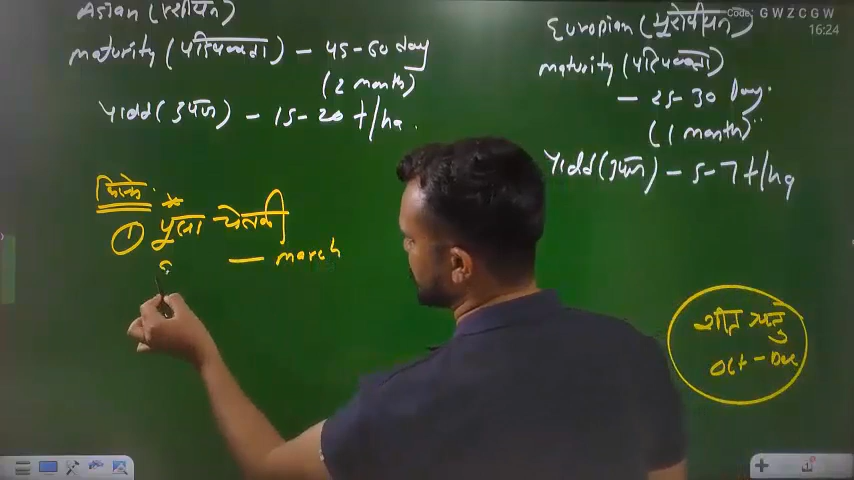 Asian (एशीयन)
maturity (परिपक्वता) - 45-60 day
(2 month)
Yield (उपज) - 15-20 t/ha.
किस्मे
* ① पूसा चेतकी
- march
Europian (यूरोपीयन)
maturity (परिपक्वता)
- 25-30 Day.
(1 month)
Yield (उपज) - 5-7 t/ha
शीत ऋतु
Oct - Dec
Code: G W Z C G W
16:24